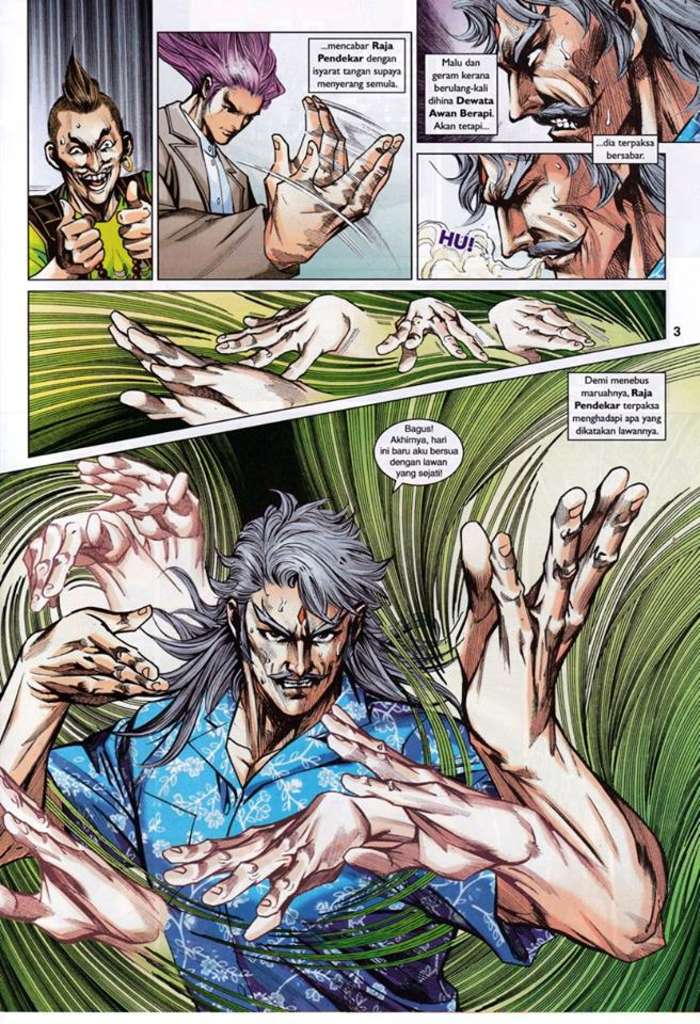 ...mencabar Raja
Pendekar dengan
isyarat tangan supaya
menyerang semula.
Malu dan
geram kerana
berulang-kali
dihina Dewata
Awan Berapi.
Akan tetapi...
...dia terpaksa
bersabar.
HU!
3
Demi menebus
maruahnya, Raja
Pendekar terpaksa
menghadapi apa yang
dikatakan lawannya.
Bagus!
Akhirnya, hari
ini baru aku bersua
dengan lawan
yang sejati!